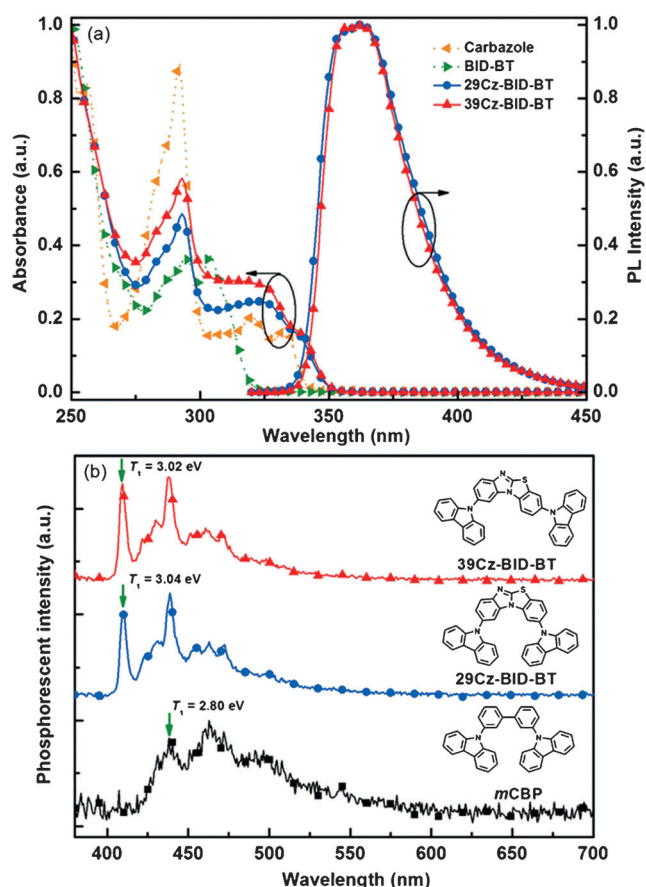 (a)
Carbazole
BID-BT
29Cz-BID-BT
39Cz-BID-BT
Absorbance (a.u.)
1.0
0.8
0.6
0.4
0.2
0.0
PL Intensity (a.u.)
1.0
0.8
0.6
0.4
0.2
0.0
250 300 350 400 450
Wavelength (nm)
(b)
T1 = 3.02 eV
N S
N N N
39Cz-BID-BT
T1 = 3.04 eV
N S
N
N N
29Cz-BID-BT
T1 = 2.80 eV
N N
mCBP
Phosphorescent intensity (a.u.)
400 450 500 550 600 650 700
Wavelength (nm)